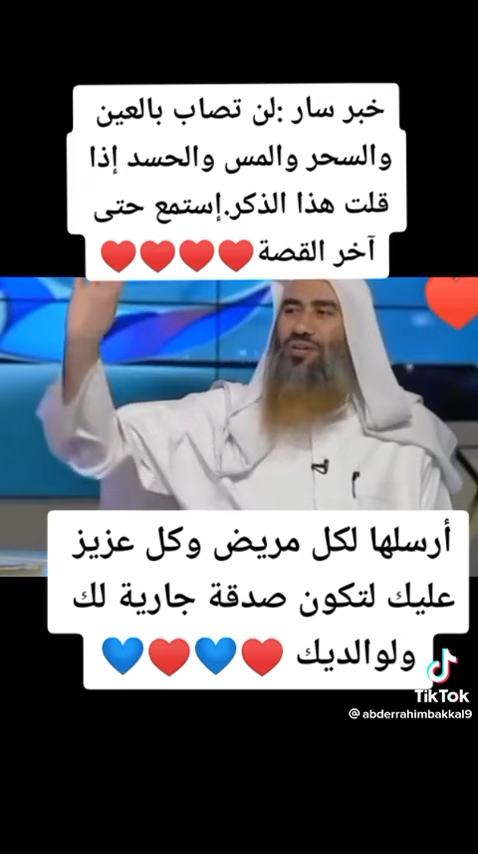 خبر سار :لن تصاب بالعين
والسحر والمس والحسد إذا
قلت هذا الذكر.إستمع حتى
آخر القصة♥️♥️♥️♥️
أرسلها لكل مريض وكل عزيز
عليك لتكون صدقة جارية لك
ولوالديك ♥️💙♥️💙
TikTok
@abderrahimbakkal9